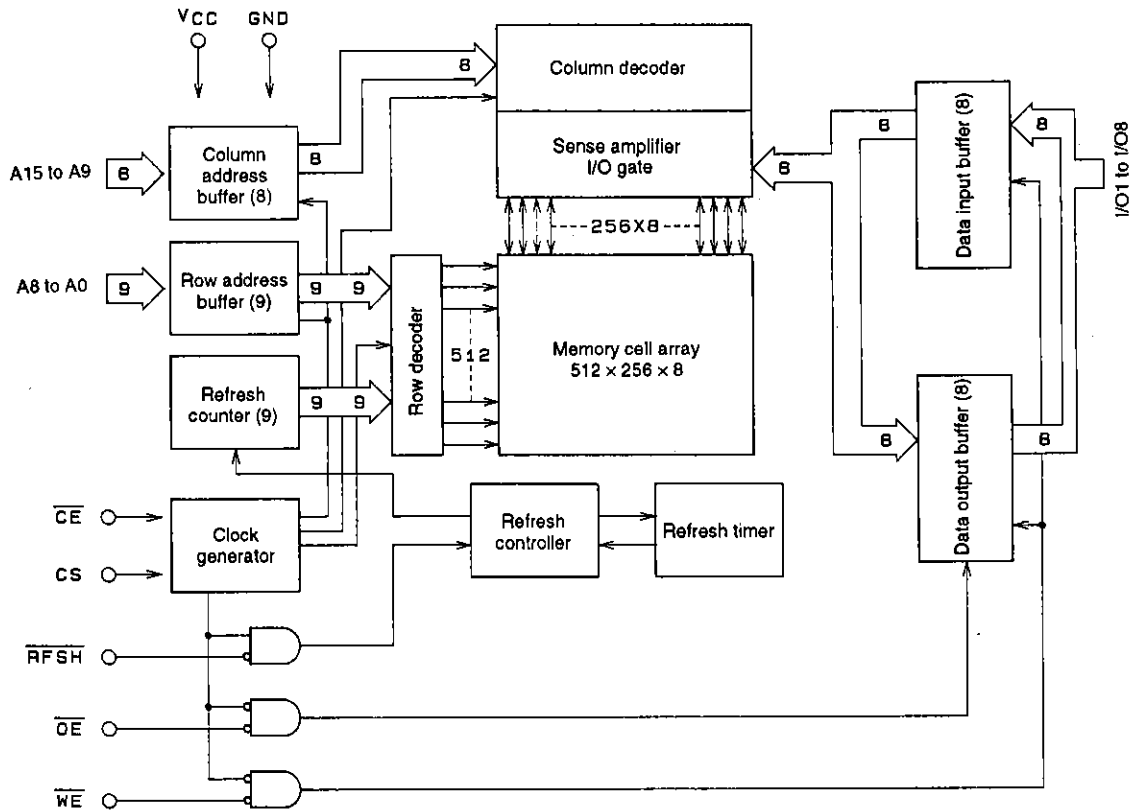 VCC
GND
8
Column decoder
Column
address
buffer (8)
8
A15 to A9
8
Sense amplifier
I/O gate
8
8
Data input buffer (8)
8
I/O1 to I/O8
256X8
A8 to A0
9
Row address
buffer (9)
9
9
Row decoder
512
Memory cell array
512 × 256 × 8
Refresh
counter (9)
9
9
8
Data output buffer (8)
8
CE
CS
Clock
generator
Refresh
controller
Refresh timer
RFSH
OE
WE